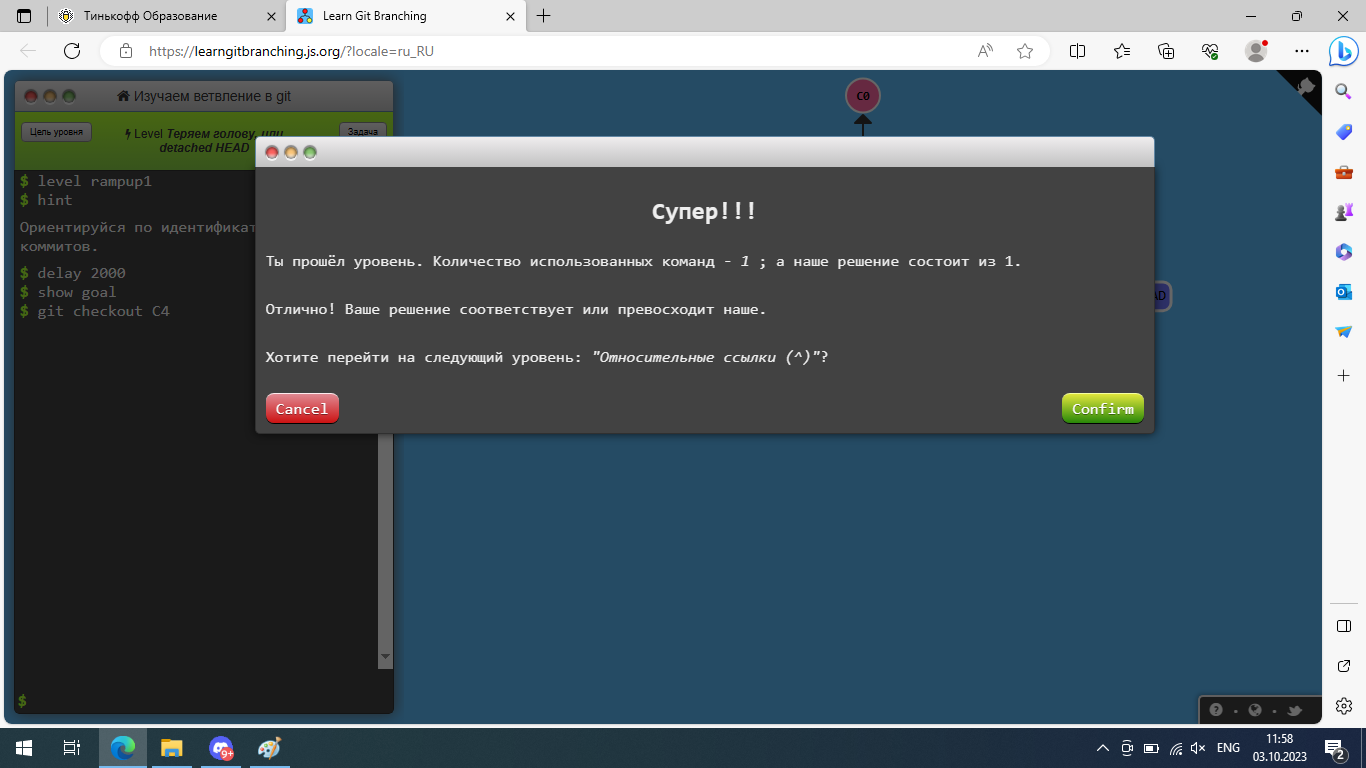 Тинькофф Образование
Learn Git Branching
https://learngitbranching.js.org/?locale=ru_RU
Изучаем ветвление в git
C0
Цель уровня
Level Теряем голову, или
detached HEAD
Задача
$ level rampup1
$ hint
Ориентируйся по
коммитов.
$ delay 2000
$ show goal
$ git checkout C4
Супер!!!
Ты прошёл уровень. Количество использованных команд - 1 ; а наше решение состоит из 1.
Отлично! Ваше решение соответствует или превосходит наше.
Хотите перейти на следующий уровень: "Относительные ссылки (^)"?
Cancel
Confirm
$
9+
ENG
11:58
03.10.2023
2